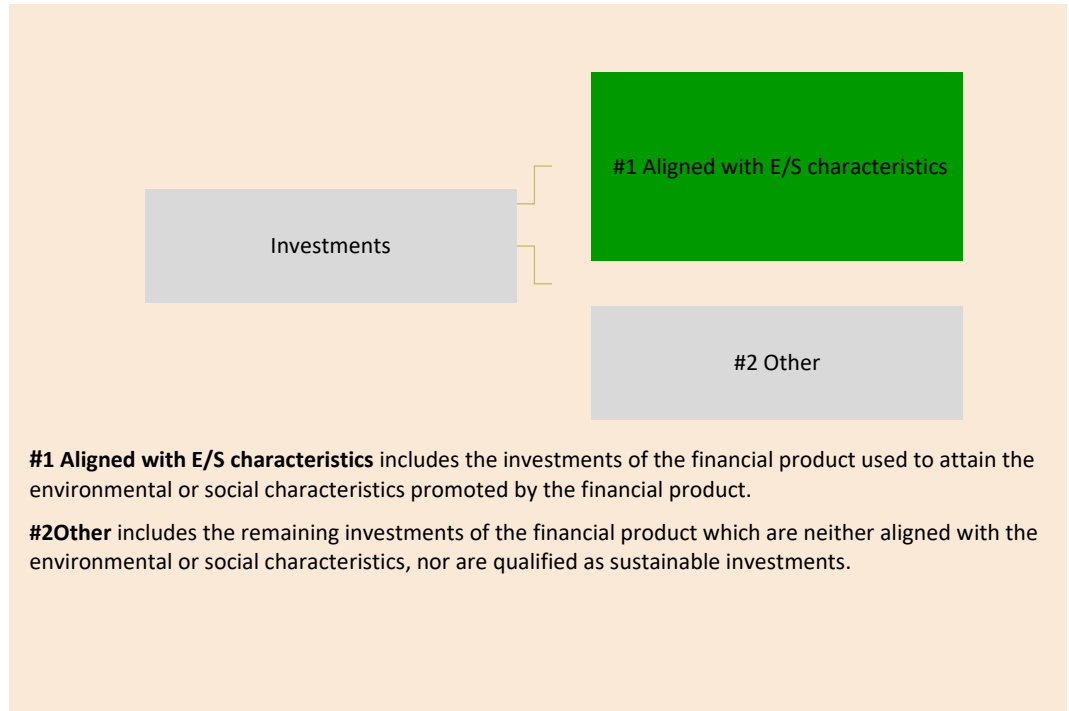 #1 Aligned with E/S characteristics
Investments
#2 Other
#1 Aligned with E/S characteristics includes the investments of the financial product used to attain the
environmental or social characteristics promoted by the financial product.
#2Other includes the remaining investments of the financial product which are neither aligned with the
environmental or social characteristics, nor are qualified as sustainable investments.